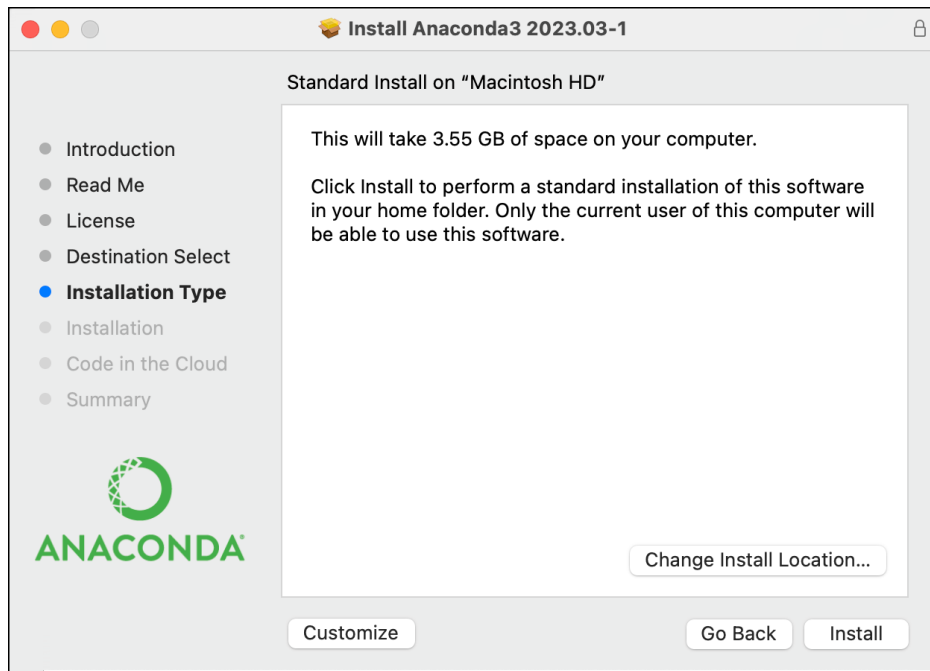 Install Anaconda3 2023.03-1
Standard Install on “Macintosh HD”
Introduction
Read Me
License
Destination Select
Installation Type
Installation
Code in the Cloud
Summary
ANACONDA®
This will take 3.55 GB of space on your computer.
Click Install to perform a standard installation of this software
in your home folder. Only the current user of this computer will
be able to use this software.
Change Install Location...
Customize
Go Back
Install